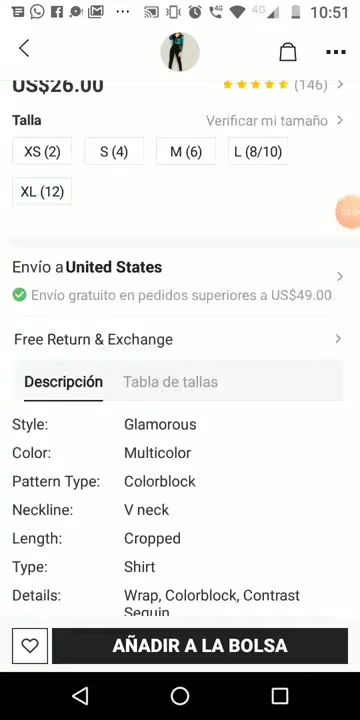 10:51
US$26.00
(146)
Talla
Verificar mi tamaño
XS (2)
S (4)
M (6)
L (8/10)
XL (12)
Envío a United States
Envío gratuito en pedidos superiores a US$49.00
Free Return & Exchange
Descripción
Tabla de tallas
Style: Glamorous
Color: Multicolor
Pattern Type: Colorblock
Neckline: V neck
Length: Cropped
Type: Shirt
Details: Wrap, Colorblock, Contrast
Sequin
AÑADIR A LA BOLSA